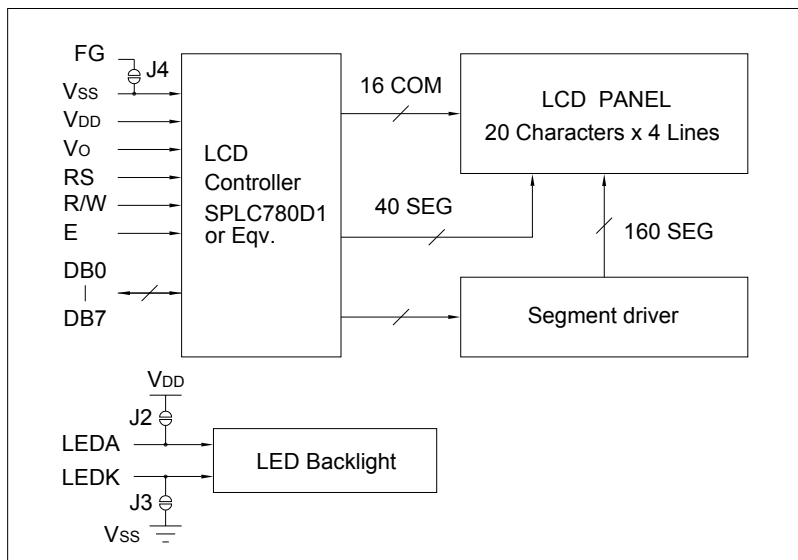 FG
J4
VSS
VDD
VO
RS
R/W
E
DB0
DB7
LCD
Controller
SPLC780D1
or Eqv.
16 COM
40 SEG
LCD PANEL
20 Characters x 4 Lines
160 SEG
Segment driver
VDD
J2
LEDA
LEDK
J3
VSS
LED Backlight